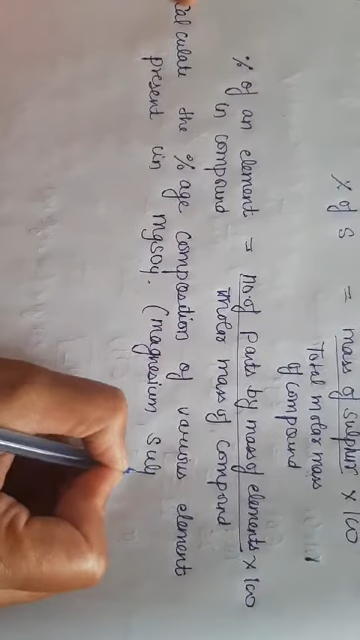 % of S = mass of sulphur × 100
Total molar mass
of compound
% of an element = no of parts by mass of elements × 100
in compound molar mass of compound
Calculate the % age composition of various elements
present in mgso4. (magnesium sul